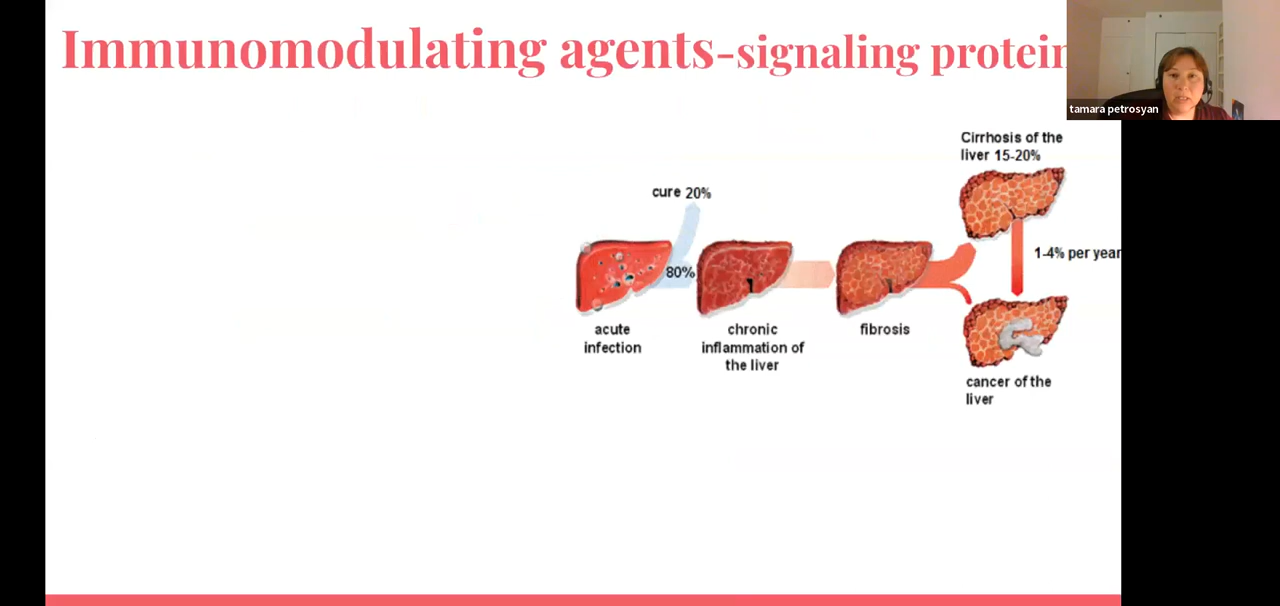 Immunomodulating agents-signaling protein
tamara petrosyan
Cirrhosis of the
liver 15-20%
cure 20%
1-4% per year
80%
acute
infection
chronic
inflammation of
the liver
fibrosis
cancer of the
liver